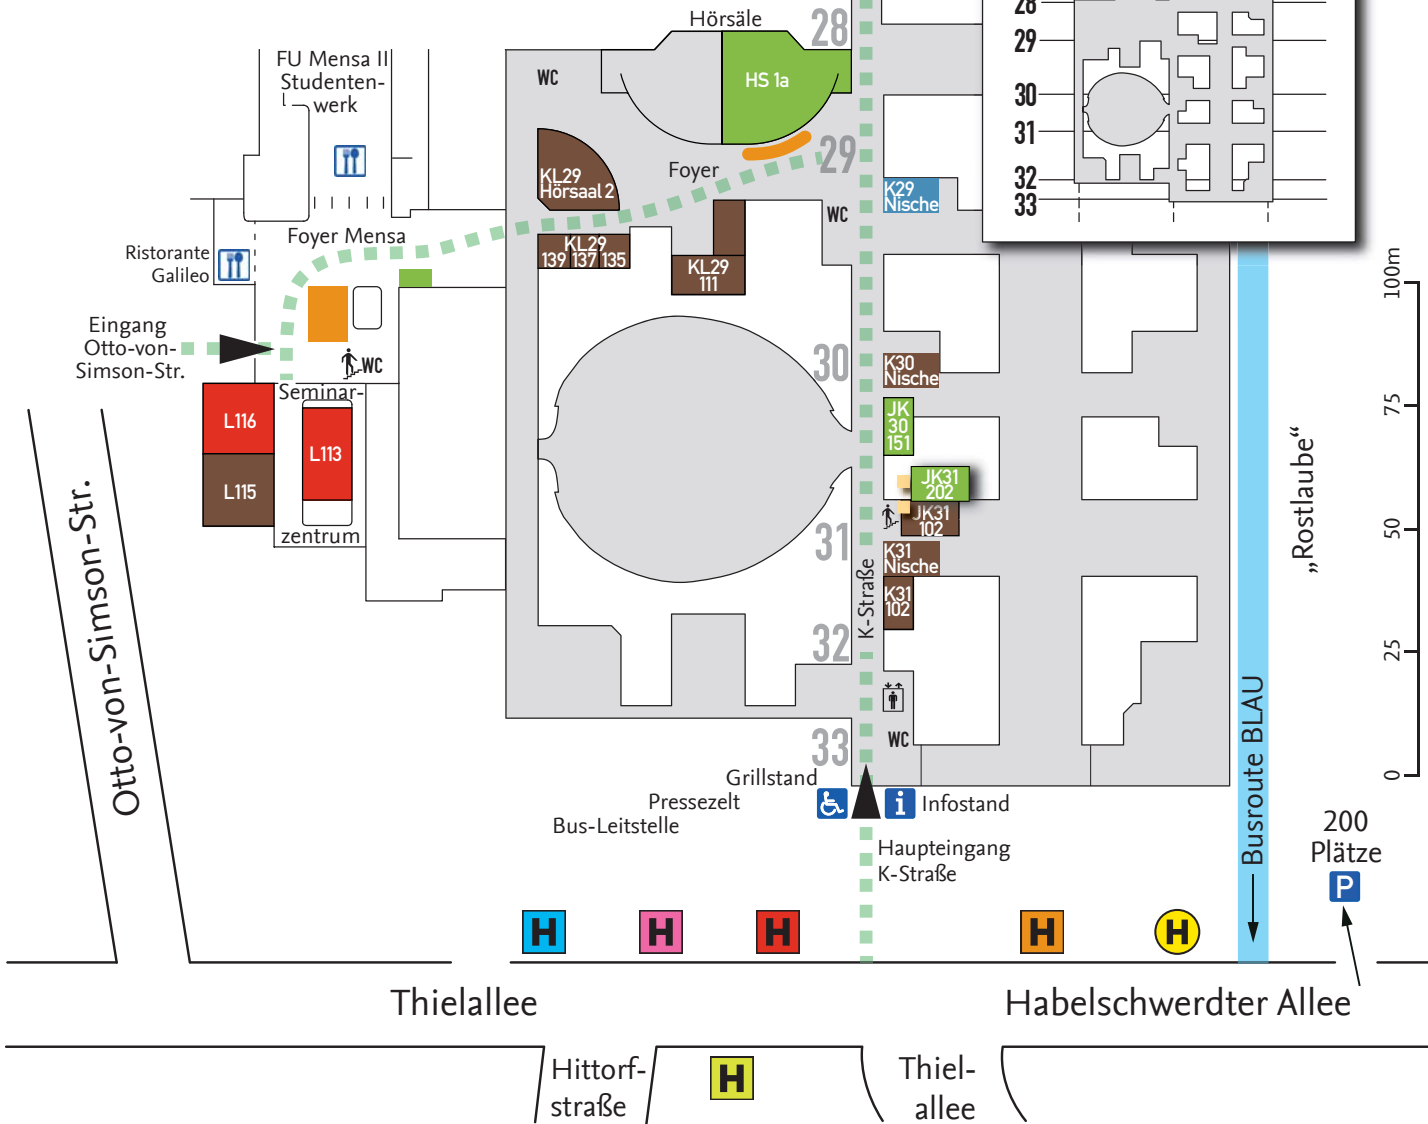 Hörsäle
28
28
29
30
31
32
33
FU Mensa II
Studenten-
werk
WC
HS 1a
29
KL29
Hörsaal 2
Foyer
K29
Nische
WC
Foyer Mensa
Ristorante
Galileo
KL29
139 137 135
KL29
111
100m
Eingang
Otto-von-
Simson-Str.
WC
30
K30
Nische
Seminar-
L116
L113
L115
zentrum
JK
30
151
JK31
202
JK31
102
75
50
25
0
„Rostlaube“
Otto-von-Simson-Str.
31
K31
Nische
K31
102
K-Straße
32
WC
33
Grillstand
Pressezelt
Bus-Leitstelle
i
Infostand
Haupteingang
K-Straße
Busroute BLAU
200
Plätze
P
H
H
H
H
H
Thielallee
Habelschwerdter Allee
Hittorf-
straße
H
Thiel-
allee